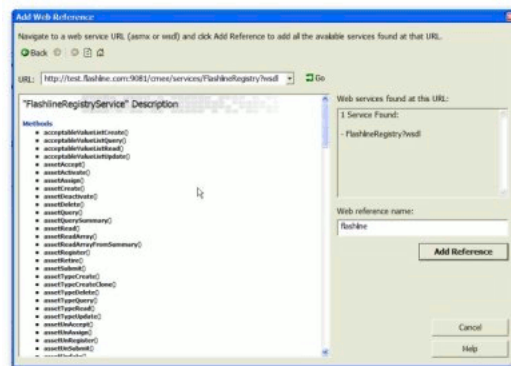 Add Web Reference
Navigate to a web service URL (asmx or wsdl) and click Add Reference to add all the available services found at that URL.
Back
URL: http://test.flashline.com:9081/cmee/services/FlashlineRegistry?wsdl
Go
"FlashlineRegistryService" Description
Methods
acceptableValueListCreate()
acceptableValueListQuery()
acceptableValueListRead()
acceptableValueListUpdate()
assetAccept()
assetActivate()
assetAssign()
assetCreate()
assetDeactivate()
assetDelete()
assetQuery()
assetQuerySummary()
assetRead()
assetReadArray()
assetReadArrayFromSummary()
assetRegister()
assetRetire()
assetSubmit()
assetTypeCreate()
assetTypeCreateClone()
assetTypeDelete()
assetTypeQuery()
assetTypeRead()
assetTypeUpdate()
assetUnAccept()
assetUnAssign()
assetUnRegister()
assetUnSubmit()
Web services found at this URL:
1 Service Found:
- FlashlineRegistry?wsdl
Web reference name:
flashline
Add Reference
Cancel
Help